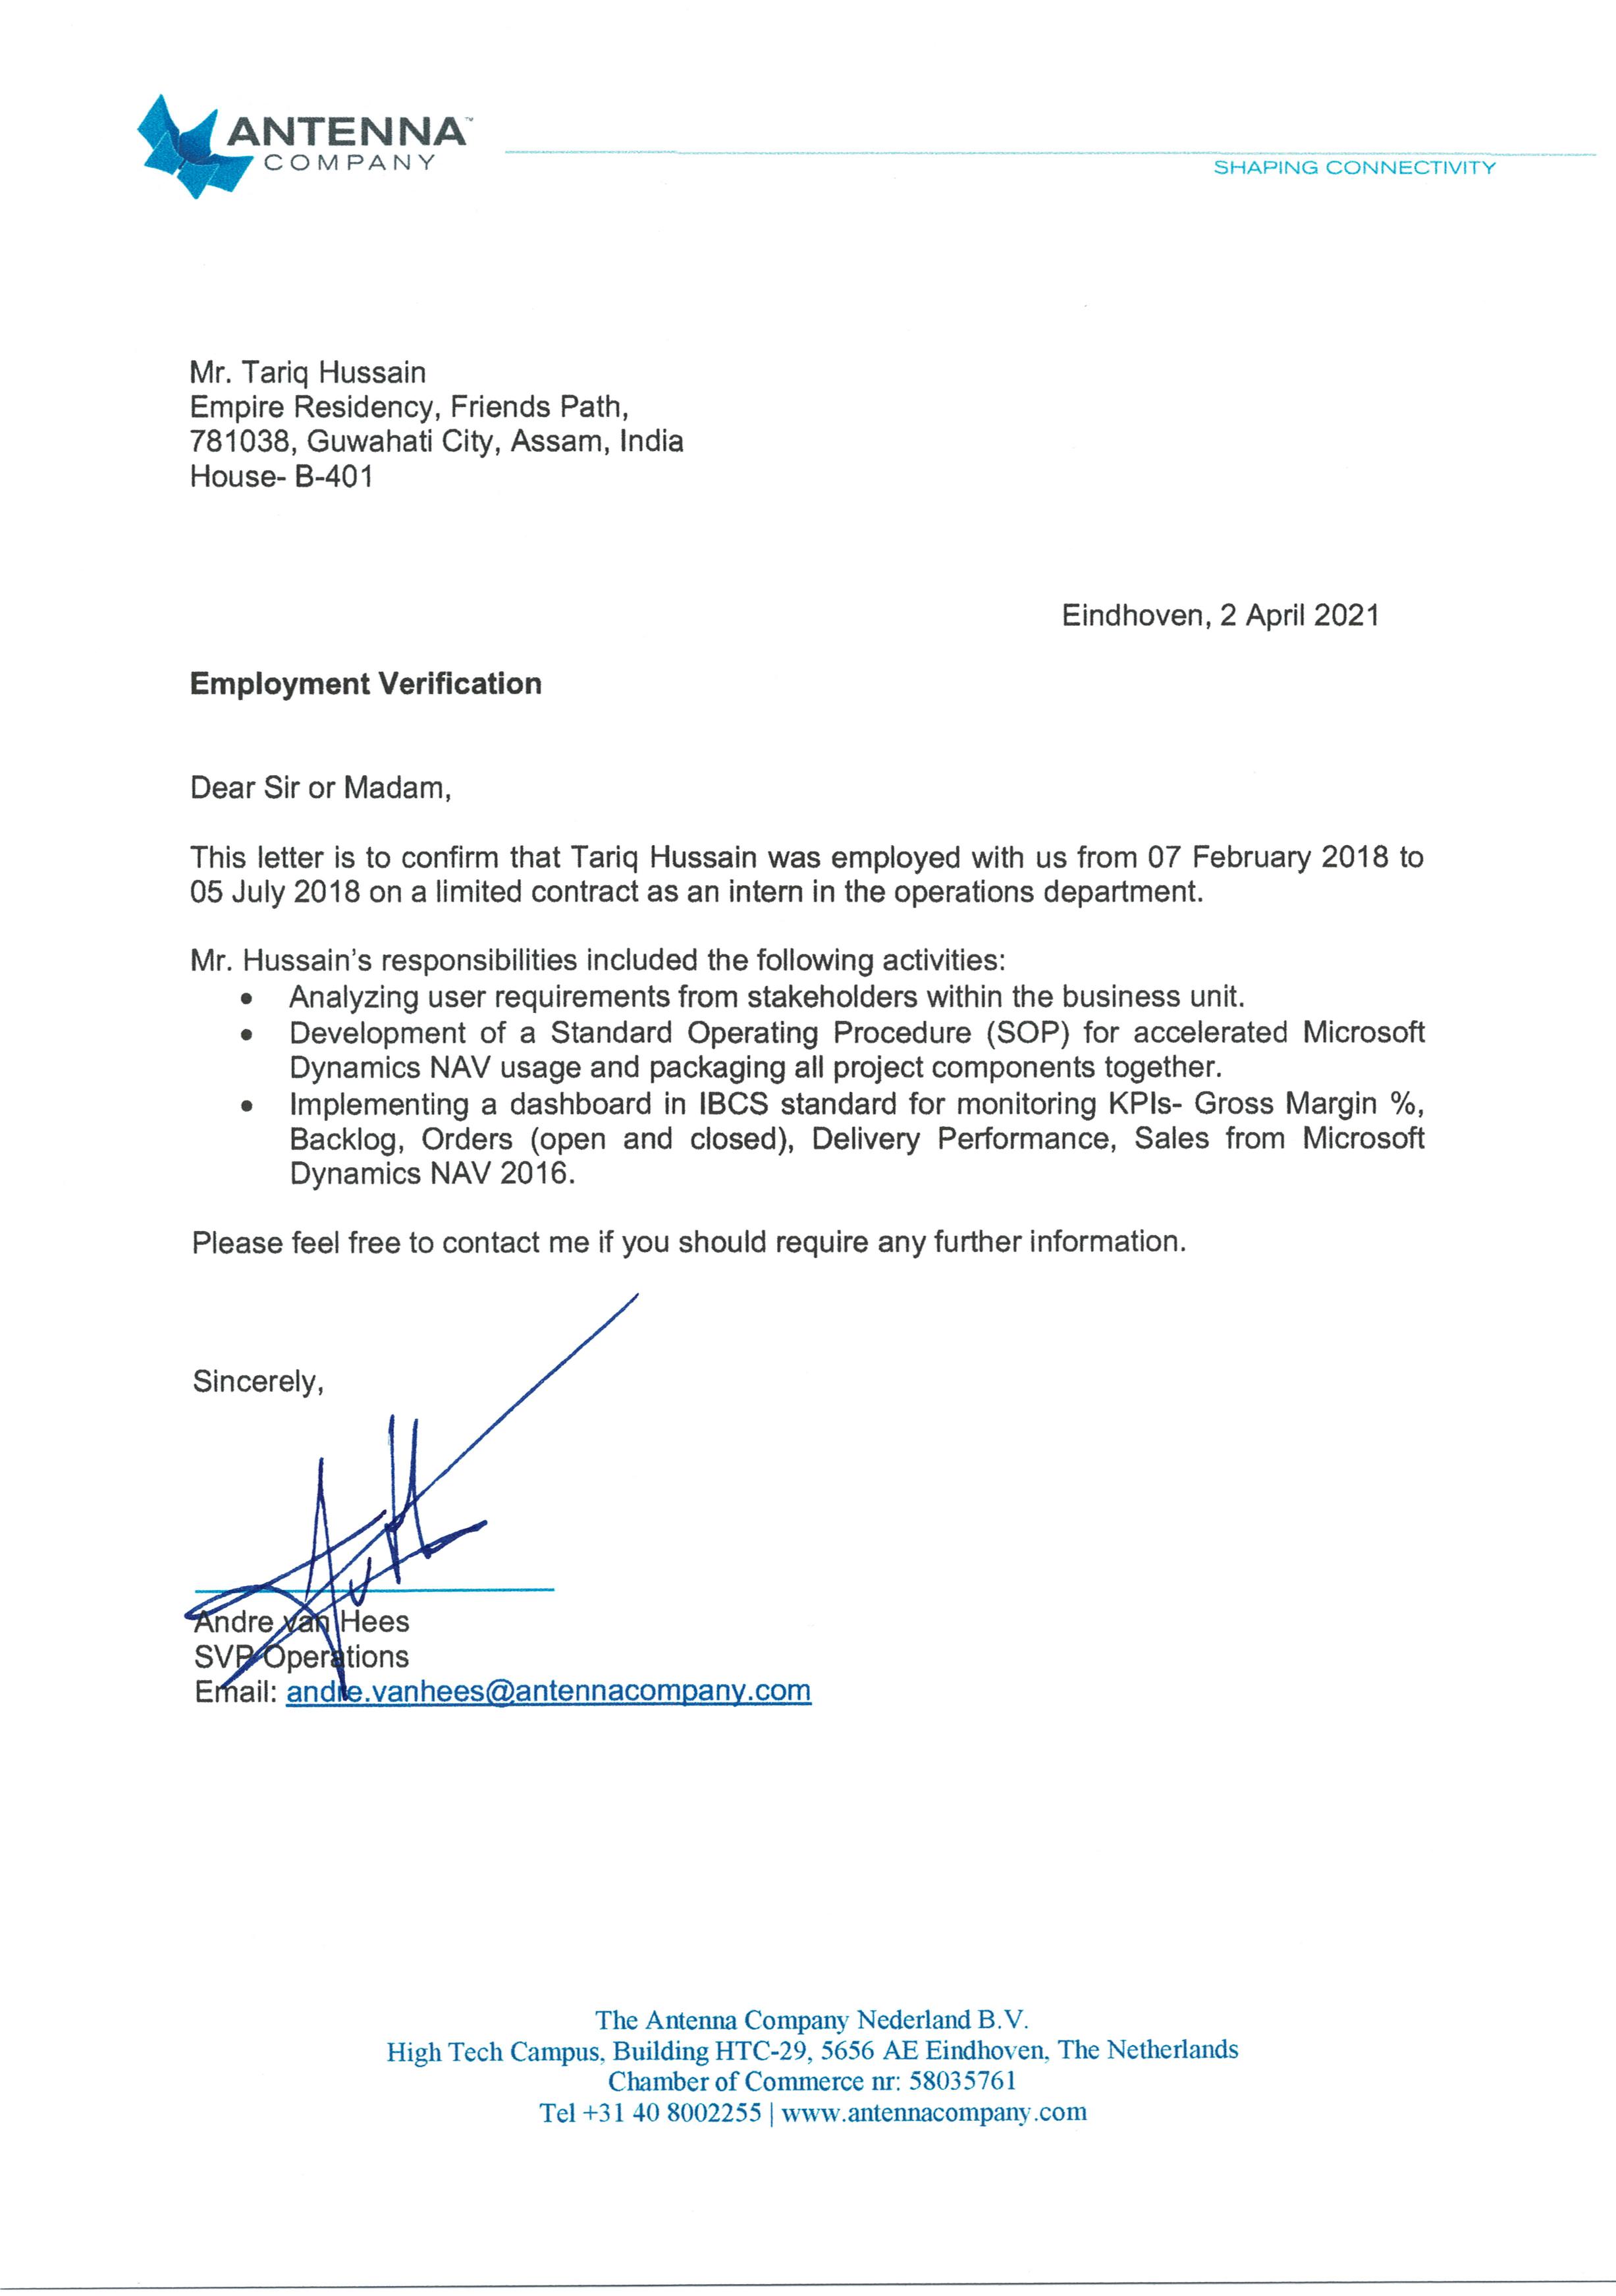 ANTENNA™
COMPANY
SHAPING CONNECTIVITY
Mr. Tariq Hussain
Empire Residency, Friends Path,
781038, Guwahati City, Assam, India
House- B-401
Eindhoven, 2 April 2021
Employment Verification
Dear Sir or Madam,
This letter is to confirm that Tariq Hussain was employed with us from 07 February 2018 to
05 July 2018 on a limited contract as an intern in the operations department.
Mr. Hussain's responsibilities included the following activities:
• Analyzing user requirements from stakeholders within the business unit.
• Development of a Standard Operating Procedure (SOP) for accelerated Microsoft
Dynamics NAV usage and packaging all project components together.
• Implementing a dashboard in IBCS standard for monitoring KPIs- Gross Margin %,
Backlog, Orders (open and closed), Delivery Performance, Sales from Microsoft
Dynamics NAV 2016.
Please feel free to contact me if you should require any further information.
Sincerely,
Andre van Hees
SVP Operations
Email: andre.vanhees@antennacompany.com
The Antenna Company Nederland B.V.
High Tech Campus, Building HTC-29, 5656 AE Eindhoven, The Netherlands
Chamber of Commerce nr: 58035761
Tel +31 40 8002255 | www.antennacompany.com